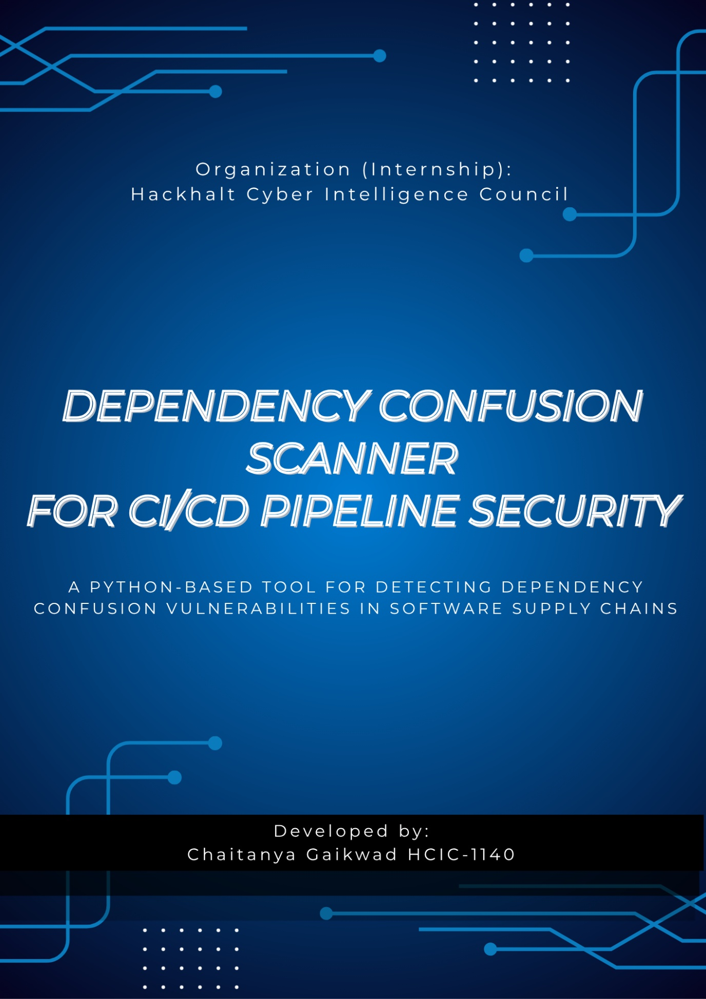 Organization (Internship):
Hackhalt Cyber Intelligence Council
DEPENDENCY CONFUSION
SCANNER
FOR CI/CD PIPELINE SECURITY
A PYTHON-BASED TOOL FOR DETECTING DEPENDENCY
CONFUSION VULNERABILITIES IN SOFTWARE SUPPLY CHAINS
Developed by:
Chaitanya Gaikwad HCIC-1140